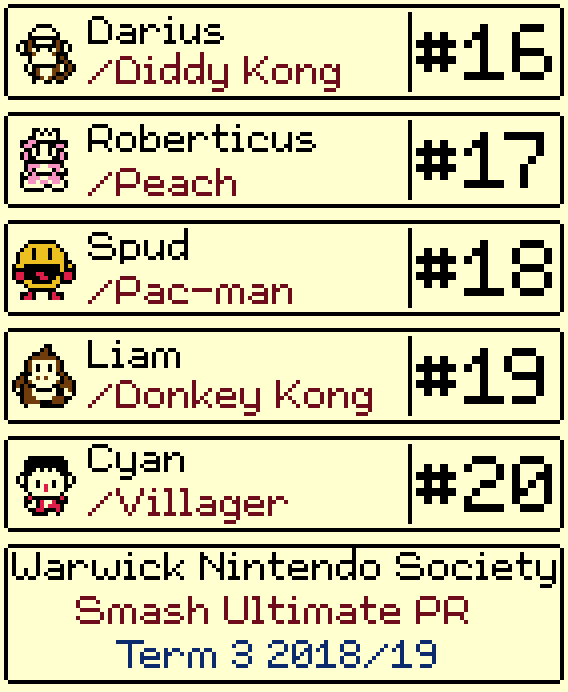 Darius
/Diddy Kong
#16
Roberticus
/Peach
#17
Spud
/Pac-man
#18
Liam
/Donkey Kong
#19
Cyan
/Villager
#20
Warwick Nintendo Society
Smash Ultimate PR
Term 3 2018/19